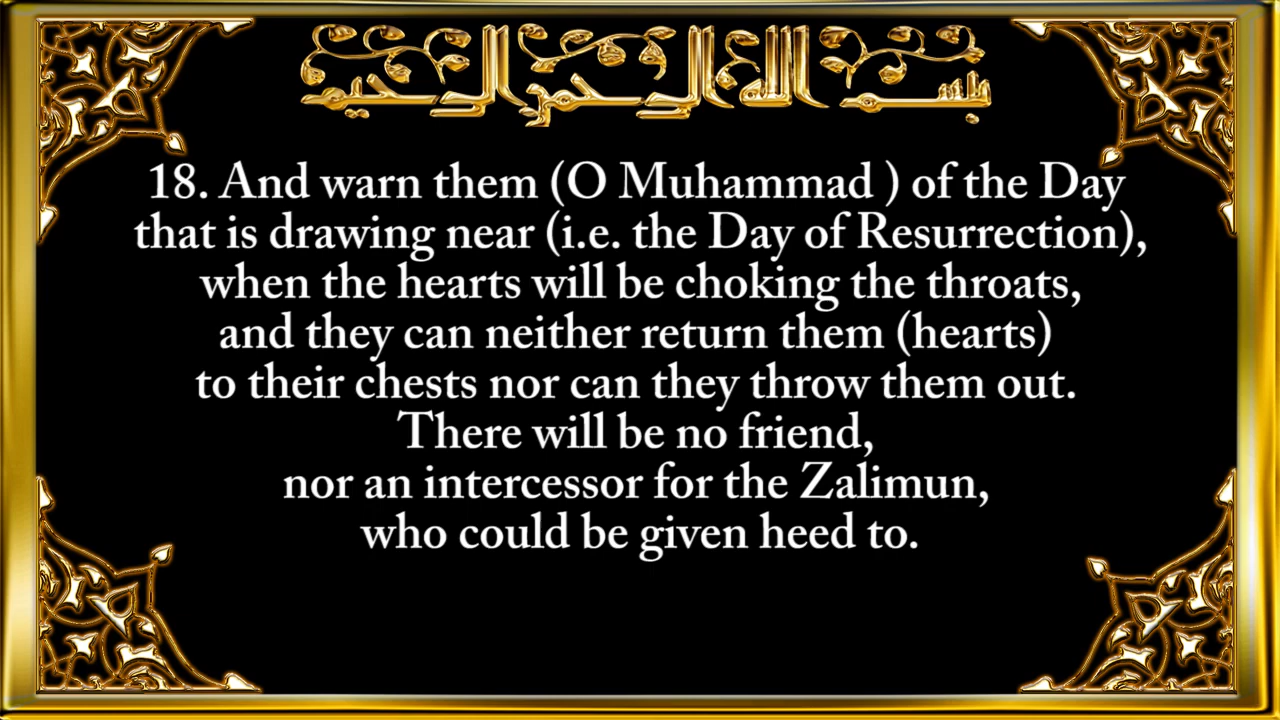 بسم الله الرحمن الرحيم
18. And warn them (O Muhammad ) of the Day
that is drawing near (i.e. the Day of Resurrection),
when the hearts will be choking the throats,
and they can neither return them (hearts)
to their chests nor can they throw them out.
There will be no friend,
nor an intercessor for the Zalimun,
who could be given heed to.